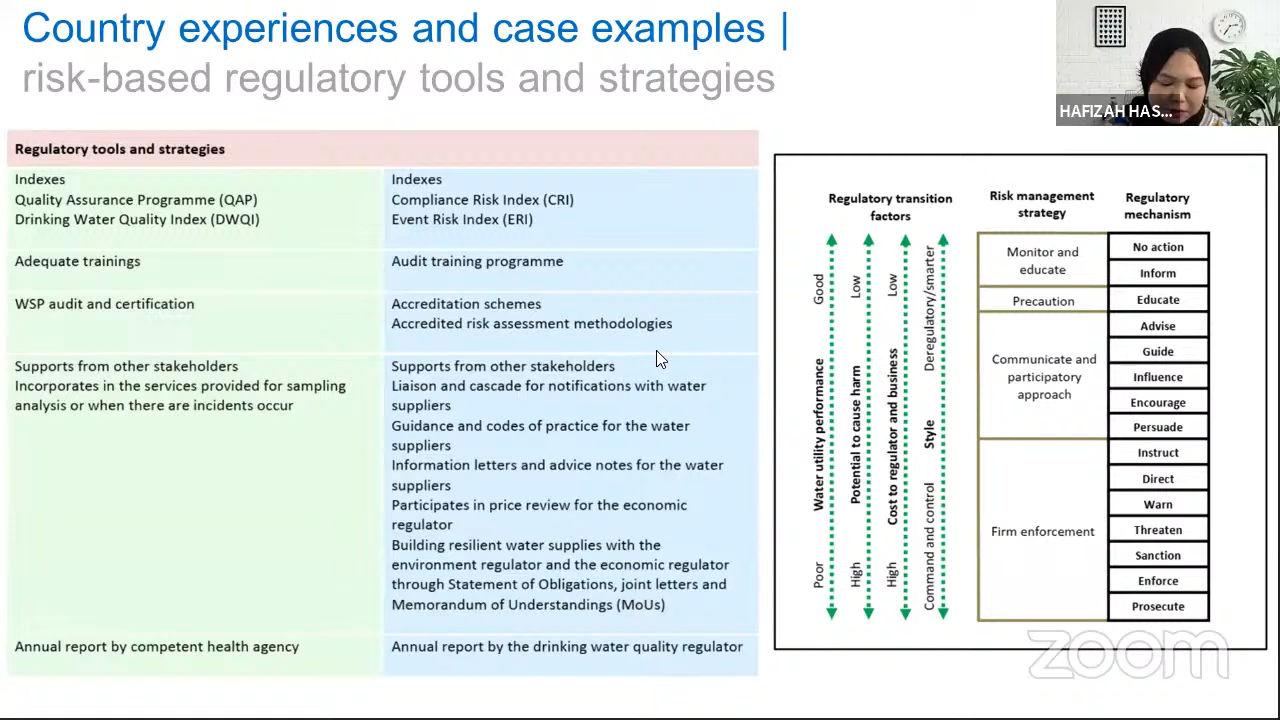 Country experiences and case examples |
risk-based regulatory tools and strategies
HAFIZAH HAS...
Regulatory tools and strategies
Indexes
Quality Assurance Programme (QAP)
Drinking Water Quality Index (DWQI)
Indexes
Compliance Risk Index (CRI)
Event Risk Index (ERI)
Adequate trainings
Audit training programme
WSP audit and certification
Accreditation schemes
Accredited risk assessment methodologies
Supports from other stakeholders
Incorporates in the services provided for sampling
analysis or when there are incidents occur
Supports from other stakeholders
Liaison and cascade for notifications with water
suppliers
Guidance and codes of practice for the water
suppliers
Information letters and advice notes for the water
suppliers
Participates in price review for the economic
regulator
Building resilient water supplies with the
environment regulator and the economic regulator
through Statement of Obligations, joint letters and
Memorandum of Understandings (MoUs)
Annual report by competent health agency
Annual report by the drinking water quality regulator
Regulatory transition
factors
Good
Water utility performance
Poor
Low
Potential to cause harm
High
Low
Cost to regulator and business
High
Deregulatory/smarter
Style
Command and control
Risk management
strategy
Monitor and
educate
Precaution
Communicate and
participatory
approach
Firm enforcement
Regulatory
mechanism
No action
Inform
Educate
Advise
Guide
Influence
Encourage
Persuade
Instruct
Direct
Warn
Threaten
Sanction
Enforce
Prosecute
zoom